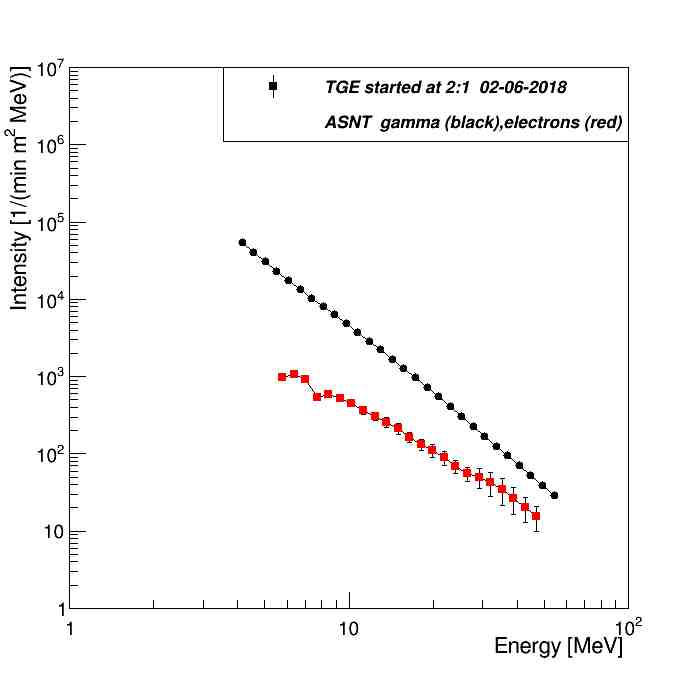 10^7
TGE started at 2:1 02-06-2018
ASNT gamma (black),electrons (red)
10^6
10^5
10^4
10^3
10^2
10
1
Intensity [1/(min m^2 MeV)]
1
10
10^2
Energy [MeV]